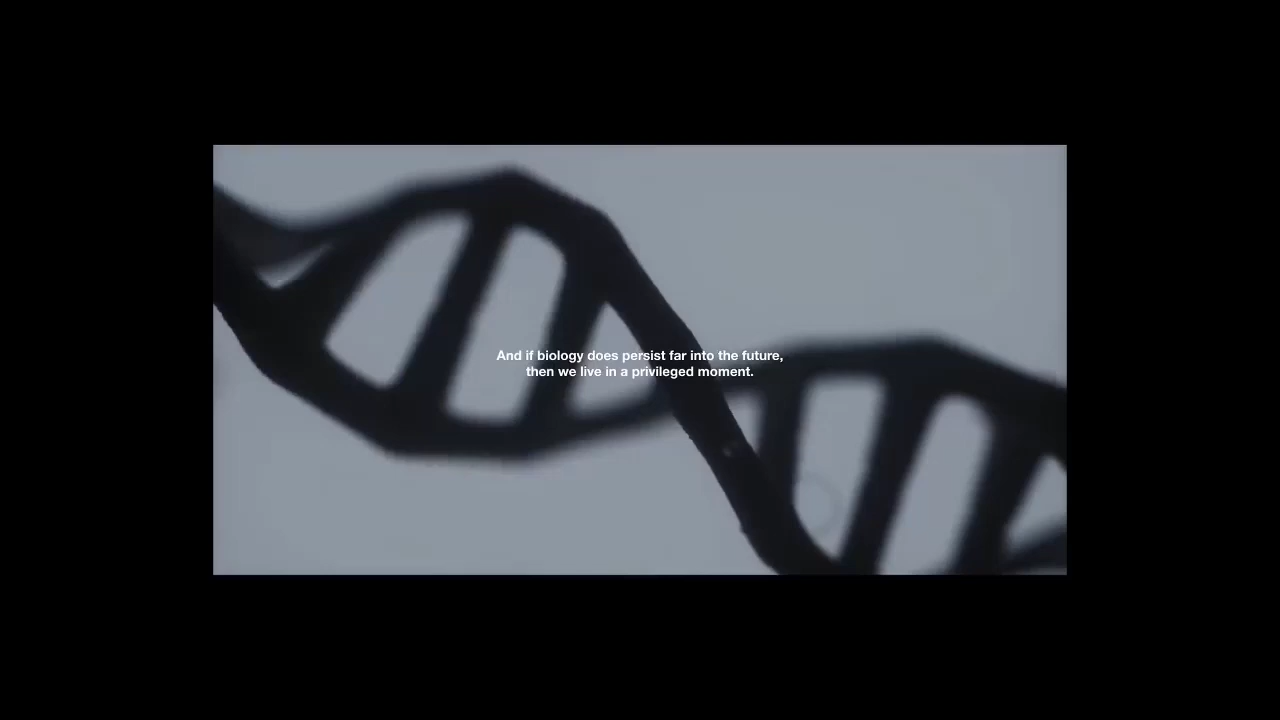 And if biology does persist far into the future,
then we live in a privileged moment.